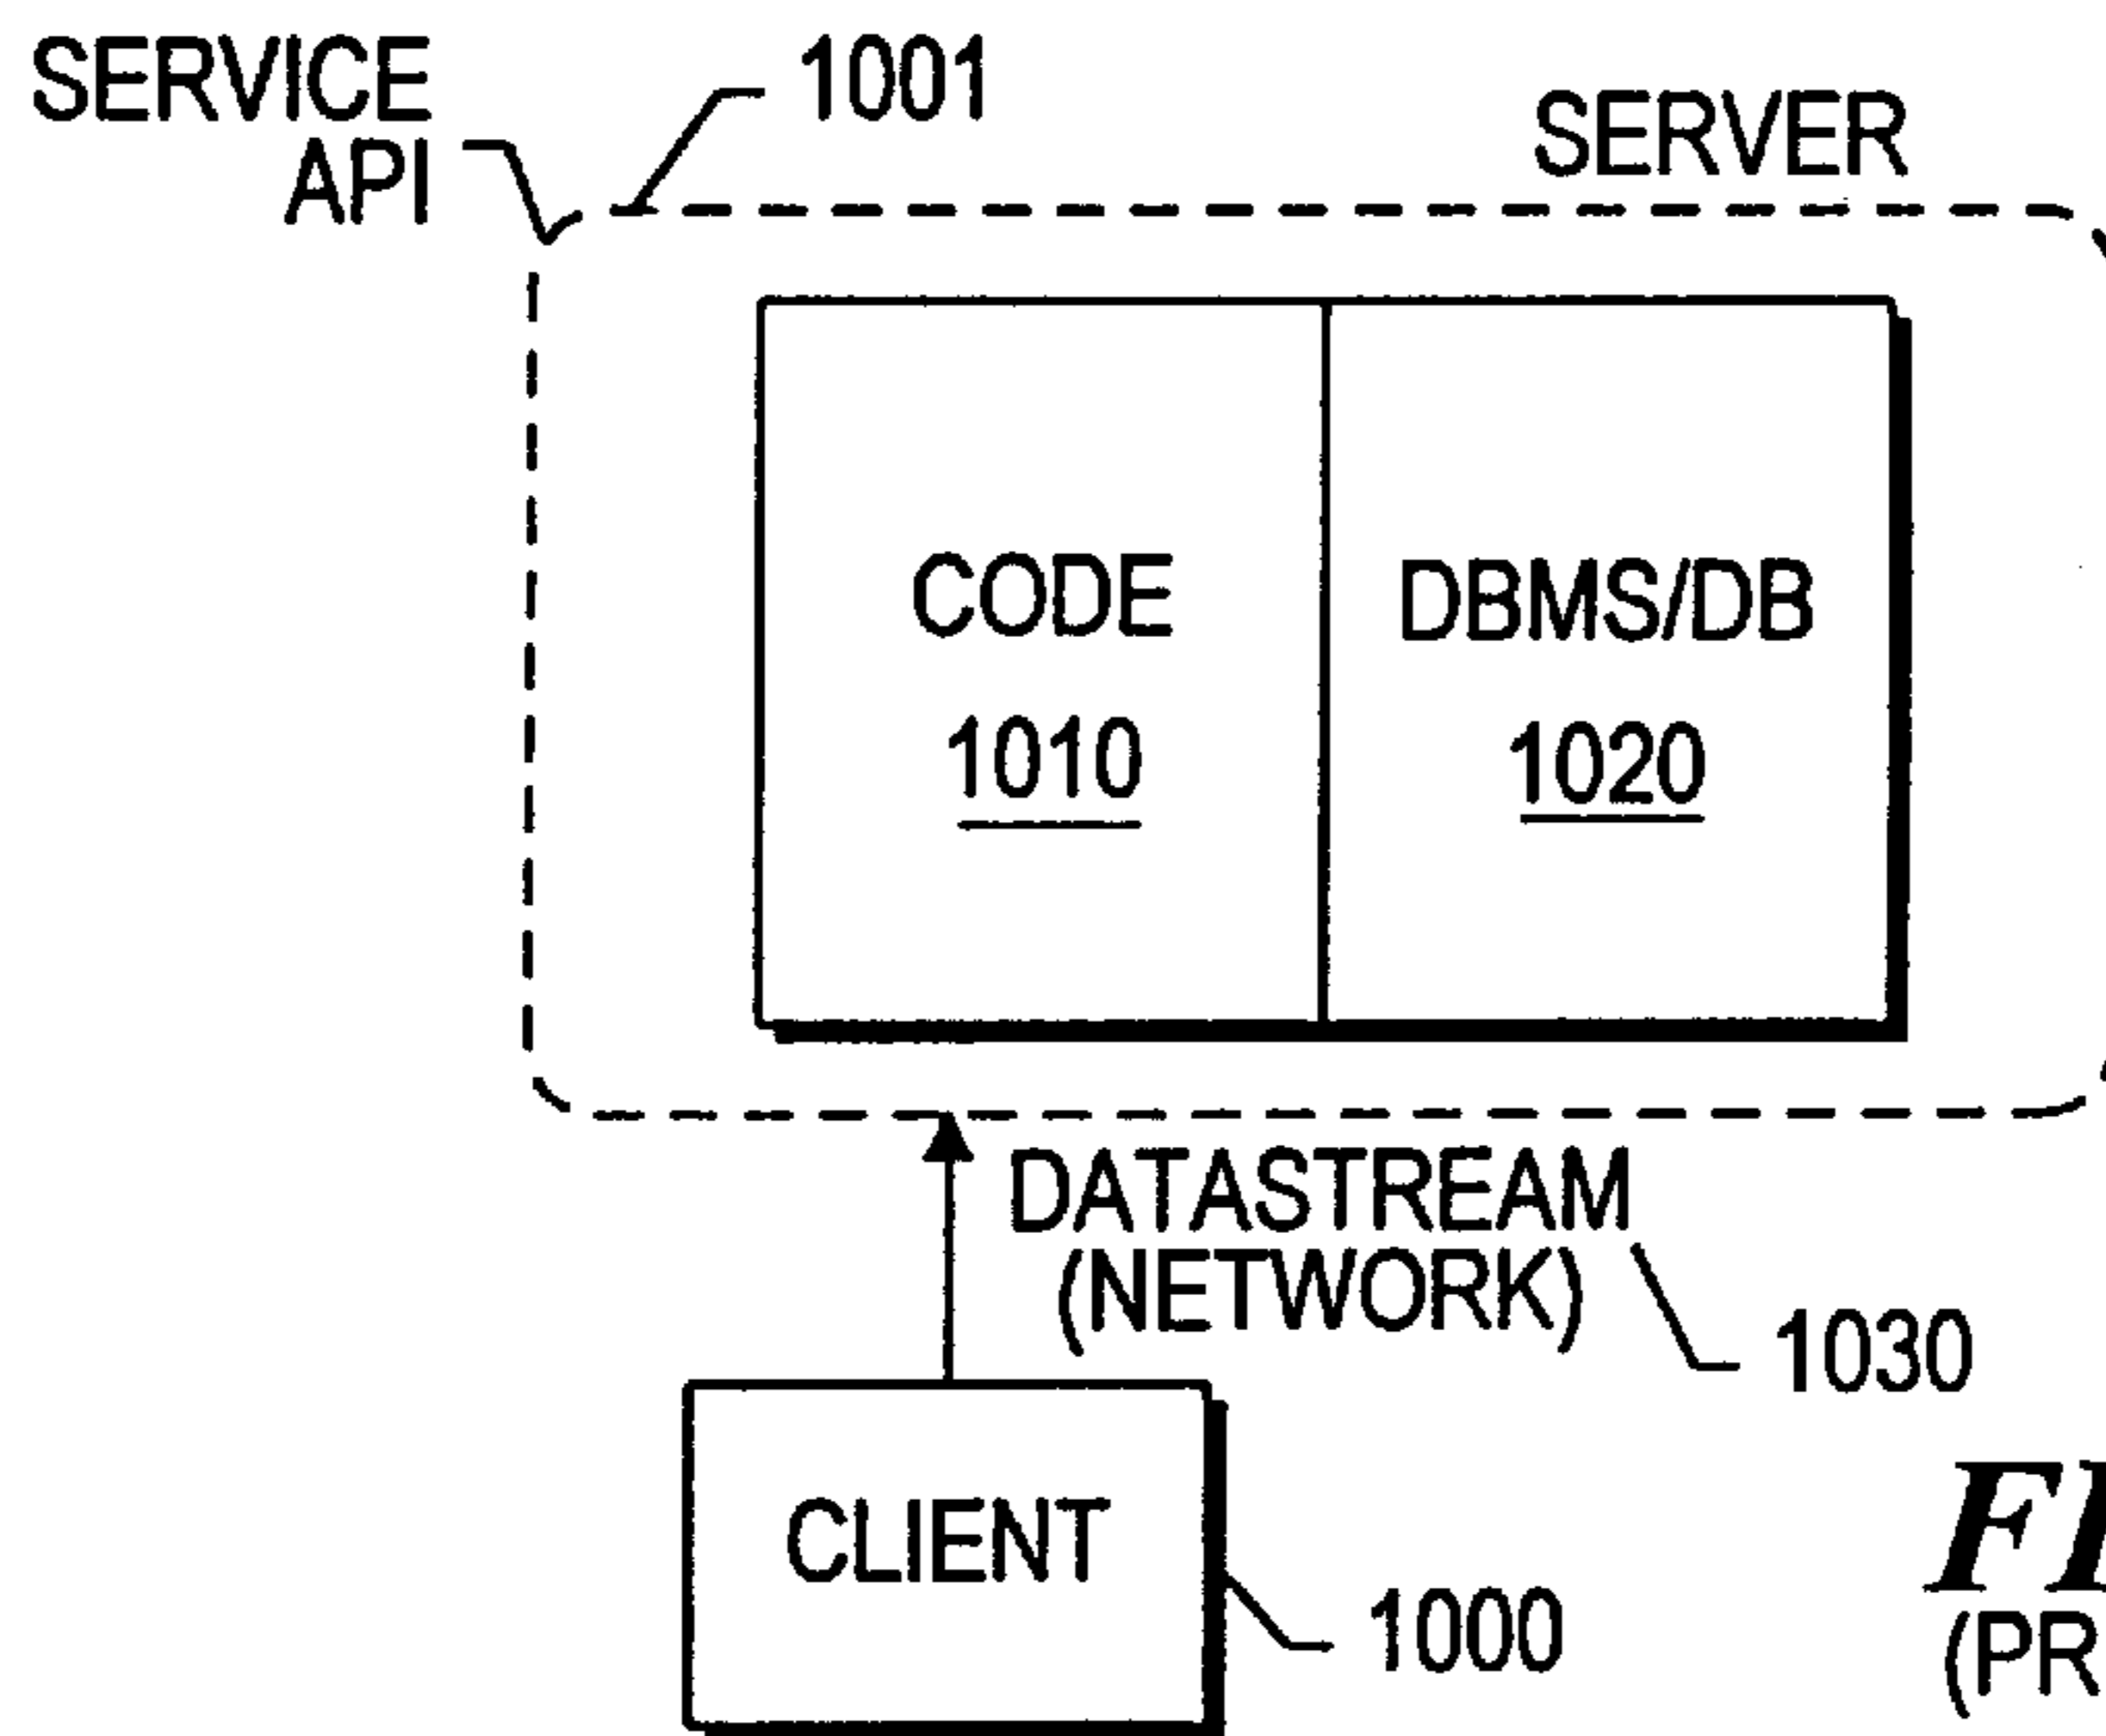 SERVICE
API
1001
SERVER
CODE
1010
DBMS/DB
1020
DATASTREAM
(NETWORK)
1030
CLIENT
1000